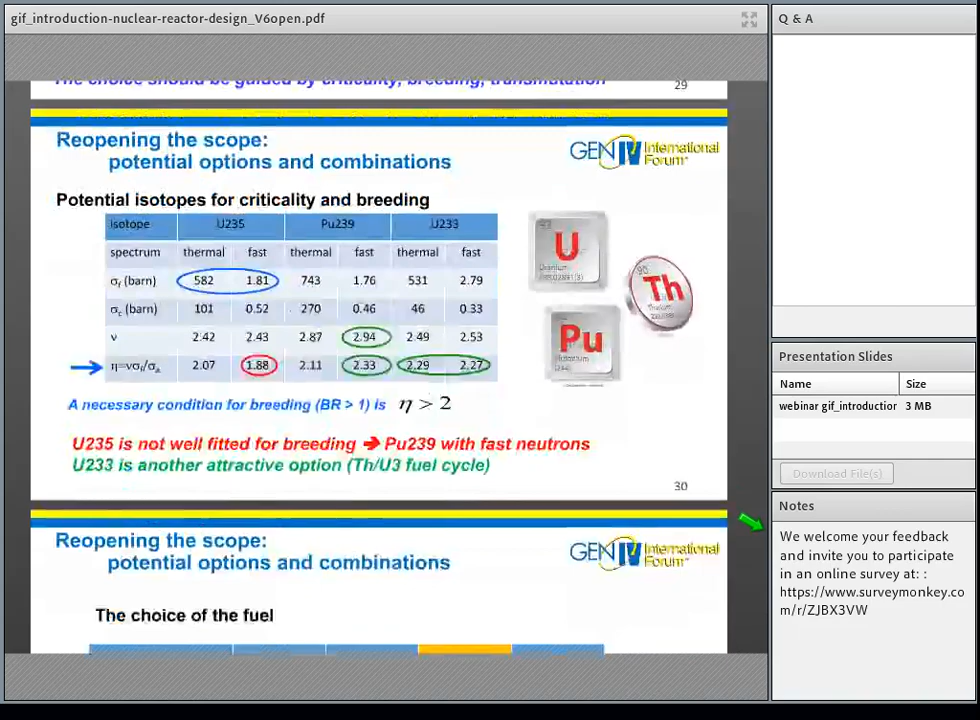 gif_introduction-nuclear-reactor-design_V6open.pdf
The choice should be guided by criticality, breeding, transmutation
29
Reopening the scope:
potential options and combinations
GEN IV International
Forum
Potential isotopes for criticality and breeding
Isotope U235 Pu239 U233
spectrum thermal fast thermal fast thermal fast
σf (barn) 582 1.81 743 1.76 531 2.79
σc (barn) 101 0.52 270 0.46 46 0.33
ν 2.42 2.43 2.87 2.94 2.49 2.53
η=νσf/σa 2.07 1.88 2.11 2.33 2.29 2.27
U
Uranium
Th
90
Pu
A necessary condition for breeding (BR > 1) is η > 2
U235 is not well fitted for breeding ➔ Pu239 with fast neutrons
U233 is another attractive option (Th/U3 fuel cycle)
30
Reopening the scope:
potential options and combinations
GEN IV International
Forum
The choice of the fuel
Q & A
Presentation Slides
Name Size
webinar gif_introductior 3 MB
Download File(s)
Notes
We welcome your feedback
and invite you to participate
in an online survey at: :
https://www.surveymonkey.co
m/r/ZJBX3VW